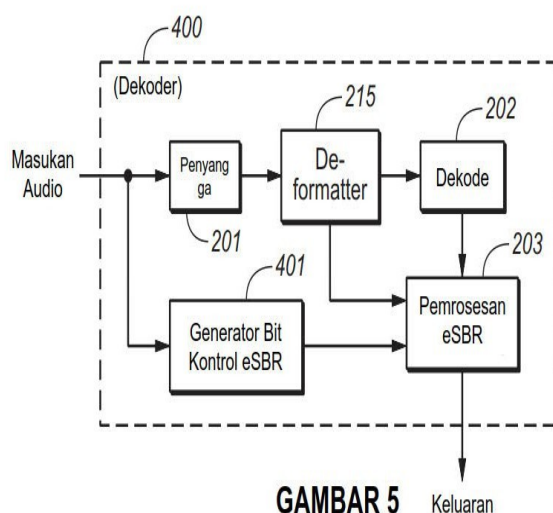 400
(Dekoder)
215
202
Masukan
Audio
Penyang
ga
De-
formatter
Dekode
201
401
203
Generator Bit
Kontrol eSBR
Pemrosesan
eSBR
GAMBAR 5
Keluaran